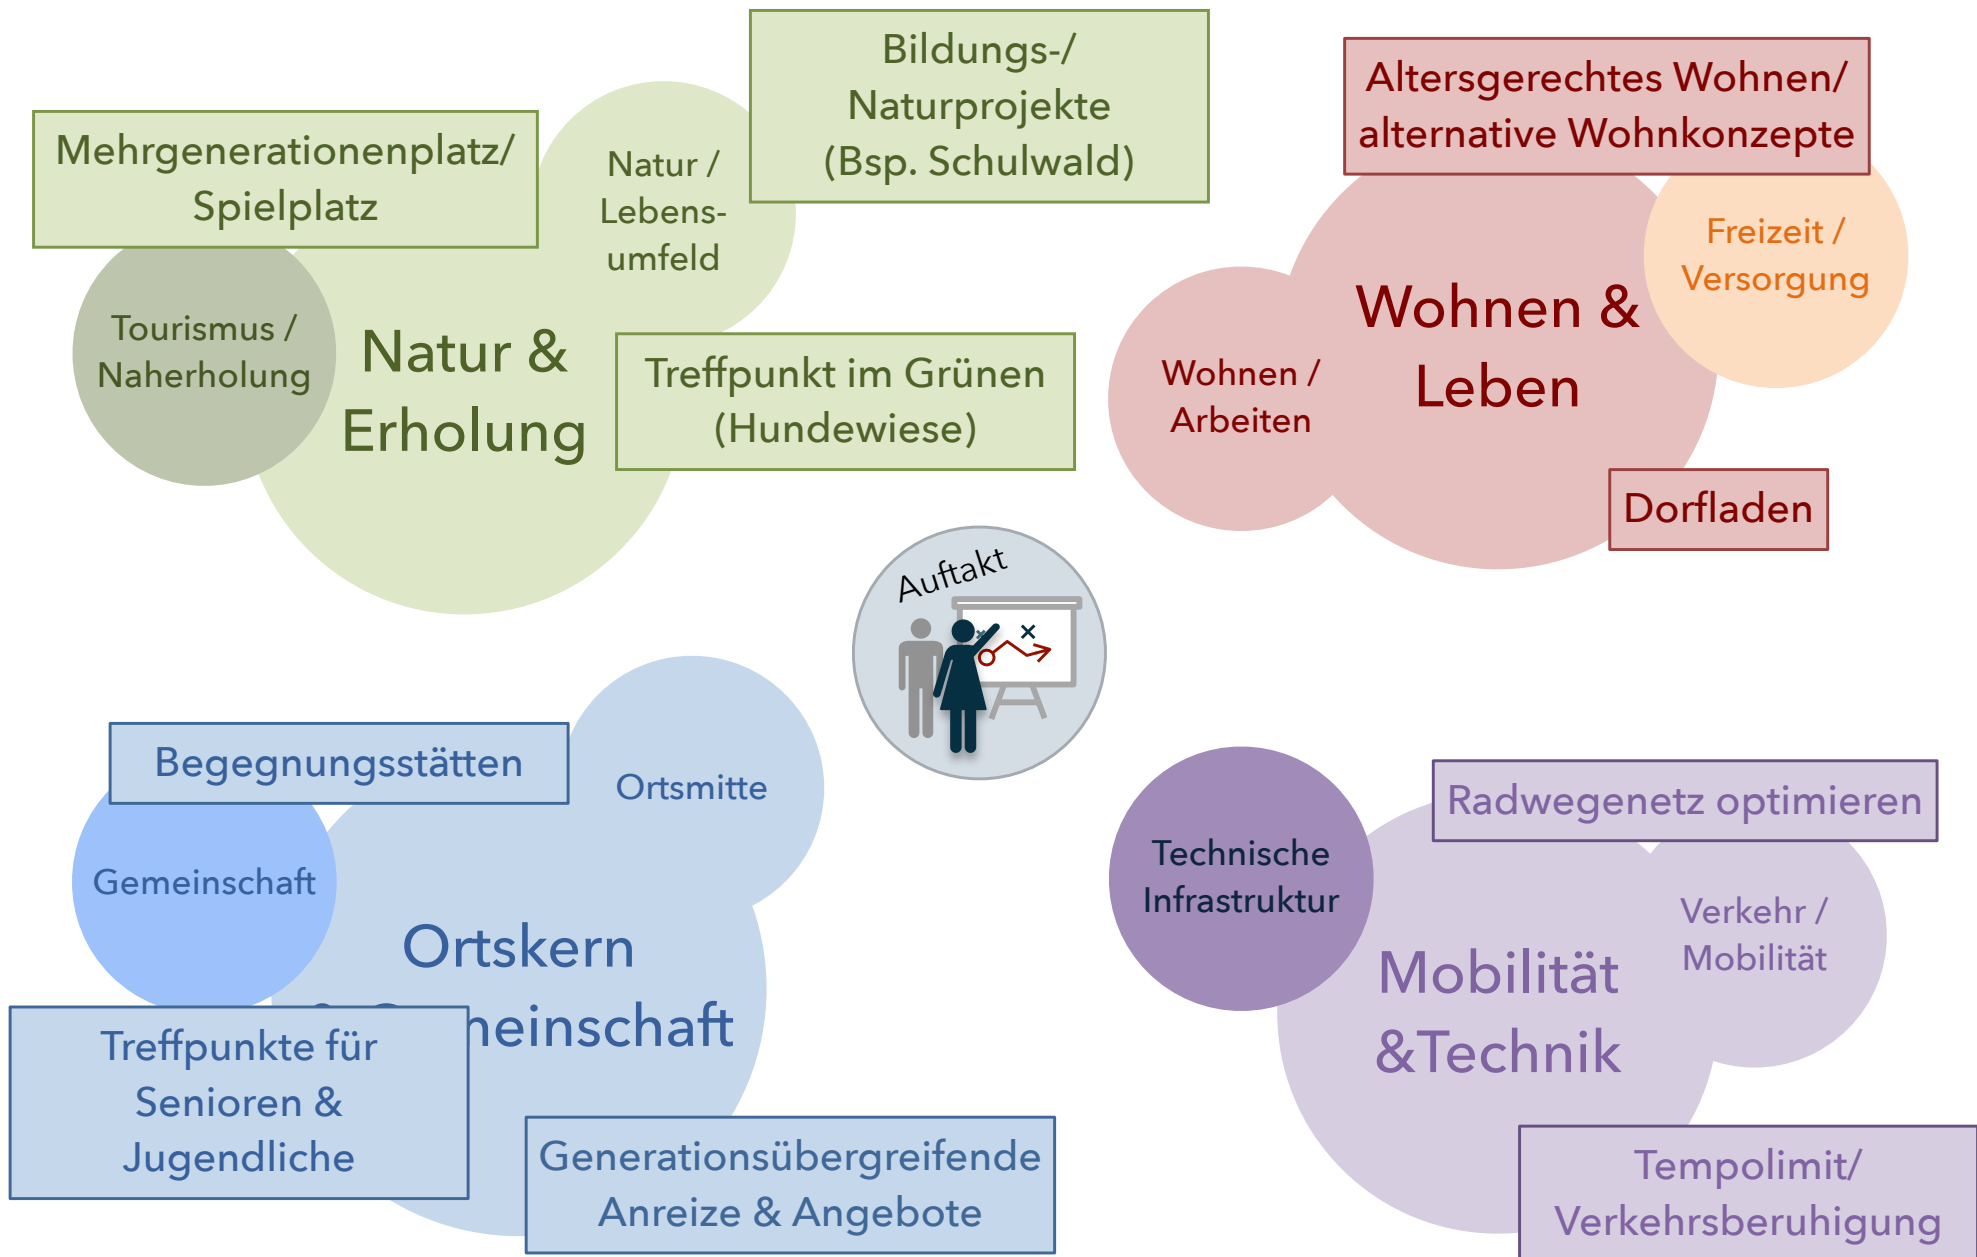 Mehrgenerationenplatz/
Spielplatz
Natur /
Lebens-
umfeld
Bildungs-/
Naturprojekte
(Bsp. Schulwald)
Tourismus /
Naherholung
Natur &
Erholung
Treffpunkt im Grünen
(Hundewiese)
Altersgerechtes Wohnen/
alternative Wohnkonzepte
Freizeit /
Versorgung
Wohnen &
Leben
Wohnen /
Arbeiten
Dorfladen
Auftakt
Begegnungsstätten
Ortsmitte
Gemeinschaft
Ortskern
neinschaft
Treffpunkte für
Senioren &
Jugendliche
Generationsübergreifende
Anreize & Angebote
Radwegenetz optimieren
Technische
Infrastruktur
Verkehr /
Mobilität
Mobilität
&Technik
Tempolimit/
Verkehrsberuhigung